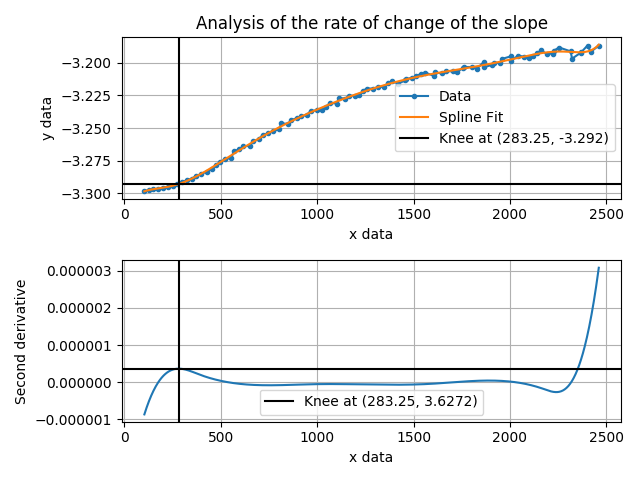 Analysis of the rate of change of the slope
y data
−3.200
−3.225
−3.250
−3.275
−3.300
Data
Spline Fit
Knee at (283.25, -3.292)
0 500 1000 1500 2000 2500
x data
Second derivative
0.000003
0.000002
0.000001
0.000000
−0.000001
Knee at (283.25, 3.6272)
0 500 1000 1500 2000 2500
x data